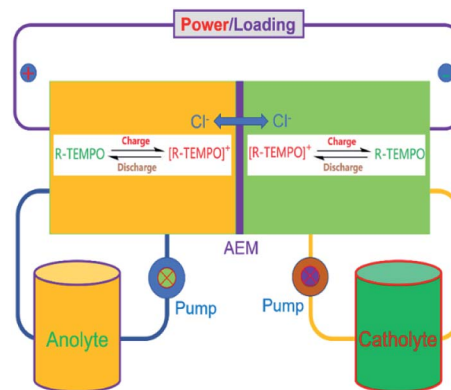 Power/Loading
+
Cl⁻ Cl⁻
Charge
R-TEMPO [R-TEMPO]⁺
Discharge
Charge
[R-TEMPO]⁺ R-TEMPO
Discharge
AEM
Pump
Pump
Anolyte
Catholyte